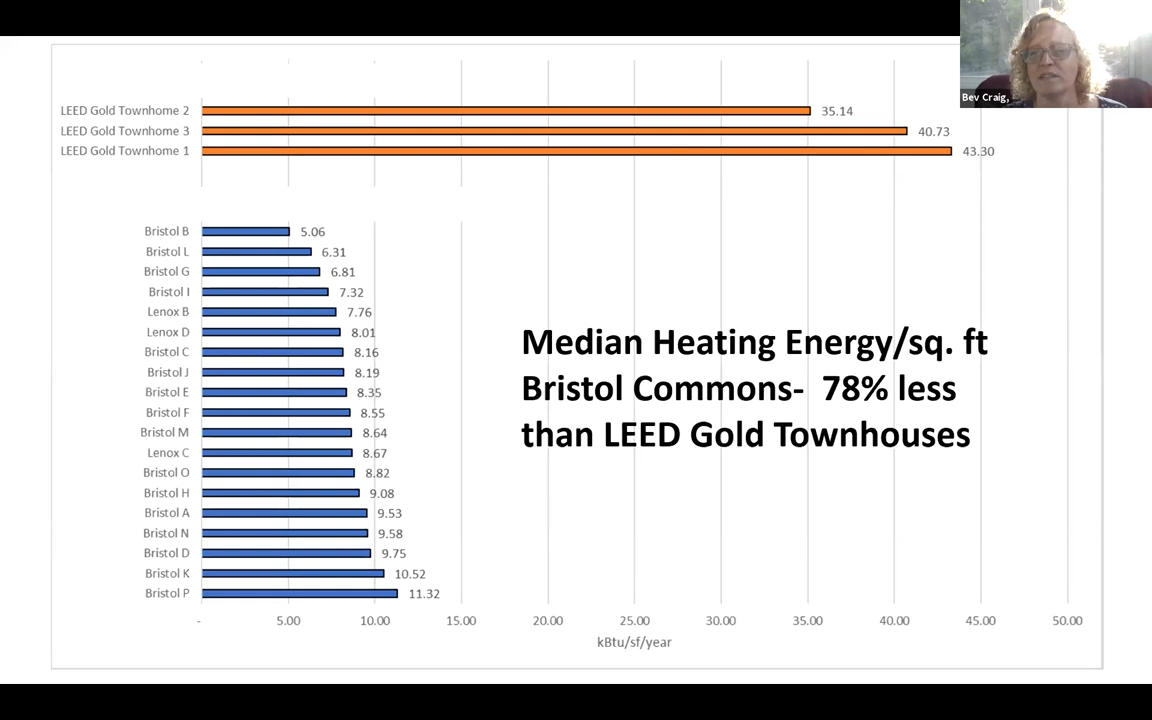 Bev Craig,
LEED Gold Townhome 2 35.14
LEED Gold Townhome 3 40.73
LEED Gold Townhome 1 43.30
Bristol B 5.06
Bristol L 6.31
Bristol G 6.81
Bristol I 7.32
Lenox B 7.76
Lenox D 8.01
Bristol C 8.16
Bristol J 8.19
Bristol E 8.35
Bristol F 8.55
Bristol M 8.64
Lenox C 8.67
Bristol O 8.82
Bristol H 9.08
Bristol A 9.53
Bristol N 9.58
Bristol D 9.75
Bristol K 10.52
Bristol P 11.32
Median Heating Energy/sq. ft
Bristol Commons- 78% less
than LEED Gold Townhouses
- 5.00 10.00 15.00 20.00 25.00 30.00 35.00 40.00 45.00 50.00
kBtu/sf/year